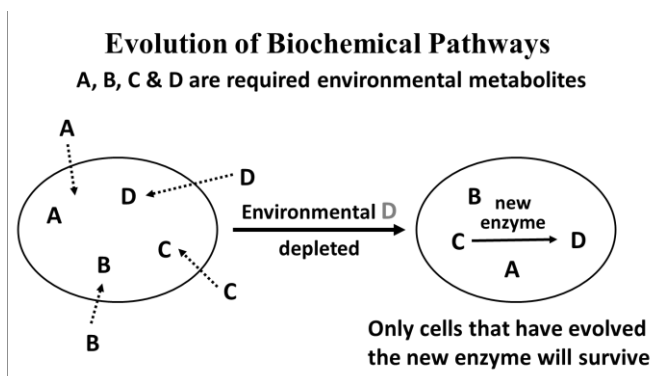 Evolution of Biochemical Pathways
A, B, C & D are required environmental metabolites
A
D
D
A
B
C
C
B
Environmental D
depleted
B new
enzyme
C
D
A
Only cells that have evolved
the new enzyme will survive